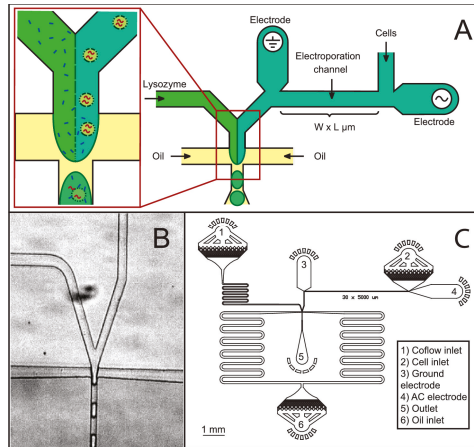 Electrode
A
Cells
Electroporation
channel
Lysozyme
W x L µm
Electrode
Oil
Oil
B
C
1
2
3
4
30 x 5000 um
5
6
1 mm
1) Coflow inlet
2) Cell inlet
3) Ground
electrode
4) AC electrode
5) Outlet
6) Oil inlet